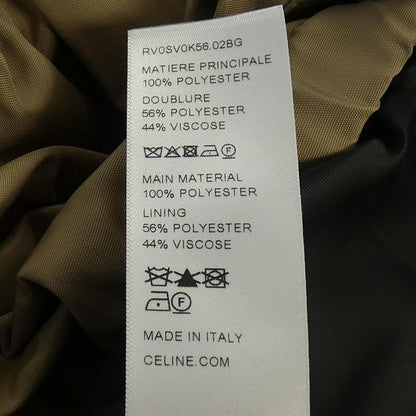 RV0SV0K56.02BG
MATIERE PRINCIPALE
100% POLYESTER
DOUBLURE
56% POLYESTER
44% VISCOSE
F
MAIN MATERIAL
100% POLYESTER
LINING
56% POLYESTER
44% VISCOSE
F
MADE IN ITALY
CELINE.COM